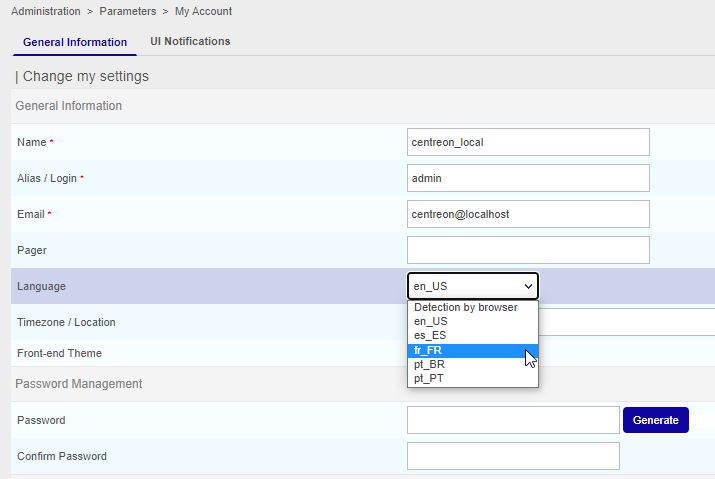 Administration > Parameters > My Account
General Information UI Notifications
| Change my settings
General Information
Name *
centreon_local
Alias / Login *
admin
Email *
centreon@localhost
Pager
Language
en_US
Detection by browser
en_US
es_ES
fr_FR
pt_BR
pt_PT
Timezone / Location
Front-end Theme
Password Management
Password
Generate
Confirm Password